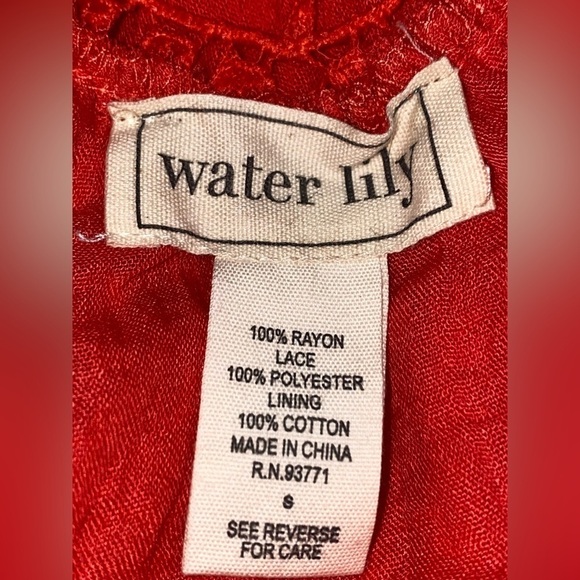 water lily
100% RAYON
LACE
100% POLYESTER
LINING
100% COTTON
MADE IN CHINA
R.N.93771
S
SEE REVERSE
FOR CARE